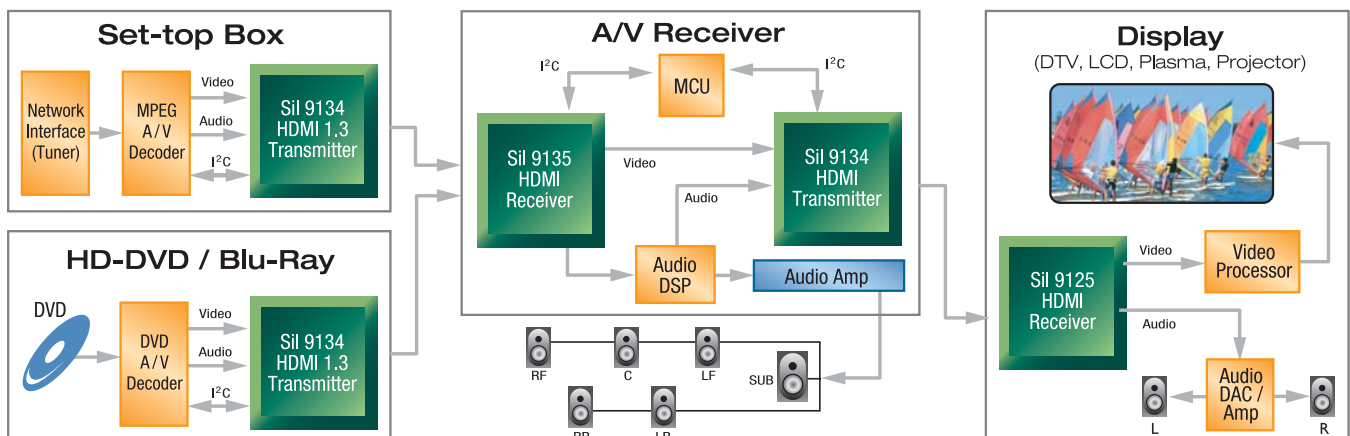 Set-top Box
Network
Interface
(Tuner)
MPEG
A / V
Decoder
Video
Audio
I²C
SiI 9134
HDMI 1.3
Transmitter
HD-DVD / Blu-Ray
DVD
DVD
A / V
Decoder
Video
Audio
I²C
SiI 9134
HDMI 1.3
Transmitter
A/V Receiver
I²C
MCU
I²C
SiI 9135
HDMI
Receiver
Video
Audio
SiI 9134
HDMI
Transmitter
Audio
DSP
Audio Amp
RF
C
LF
SUB
Display
(DTV, LCD, Plasma, Projector)
SiI 9125
HDMI
Receiver
Video
Audio
Video
Processor
Audio
DAC /
Amp
L
R